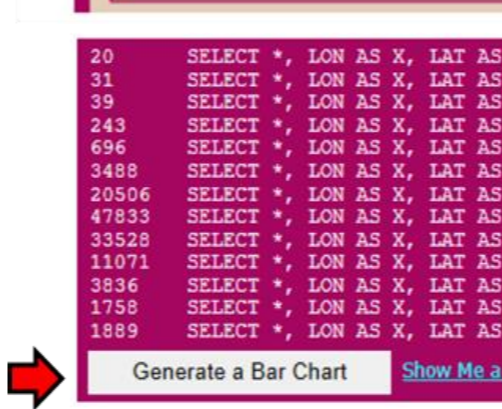 20 SELECT *, LON AS X, LAT AS
31 SELECT *, LON AS X, LAT AS
39 SELECT *, LON AS X, LAT AS
243 SELECT *, LON AS X, LAT AS
696 SELECT *, LON AS X, LAT AS
3488 SELECT *, LON AS X, LAT AS
20506 SELECT *, LON AS X, LAT AS
47833 SELECT *, LON AS X, LAT AS
33528 SELECT *, LON AS X, LAT AS
11071 SELECT *, LON AS X, LAT AS
3836 SELECT *, LON AS X, LAT AS
1758 SELECT *, LON AS X, LAT AS
1889 SELECT *, LON AS X, LAT AS
Generate a Bar Chart Show Me a